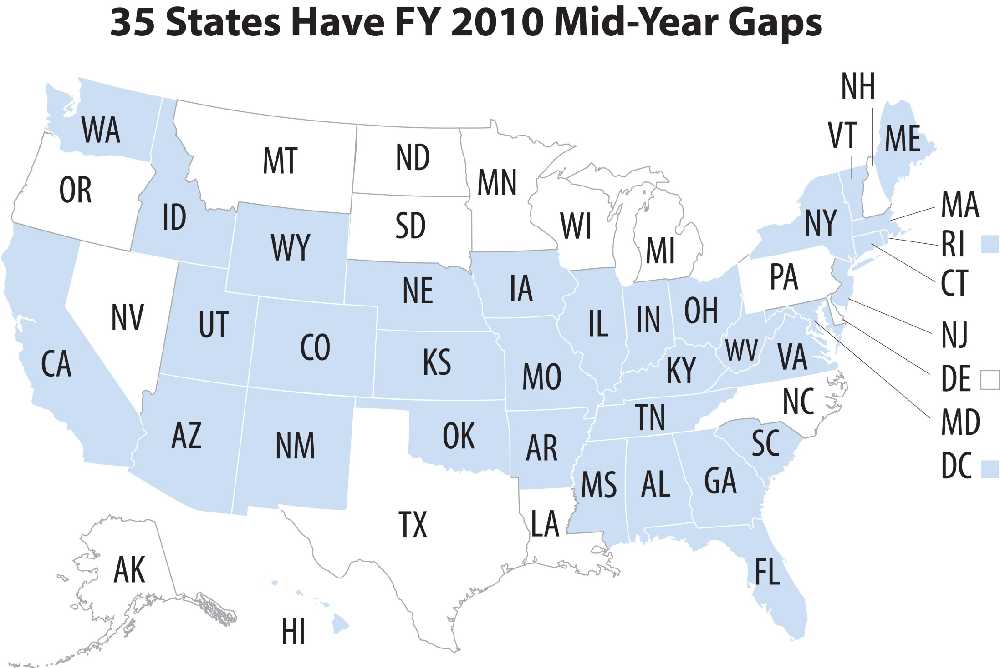 35 States Have FY 2010 Mid-Year Gaps
NH
VT
ME
WA
MT
ND
MN
OR
ID
SD
WI
MI
NY
MA
RI
WY
CT
NE
IA
PA
NV
UT
CO
IL
IN
OH
NJ
CA
KS
MO
KY
WV
VA
DE
NC
TN
MD
AZ
NM
OK
AR
SC
DC
MS
AL
GA
TX
LA
AK
FL
HI